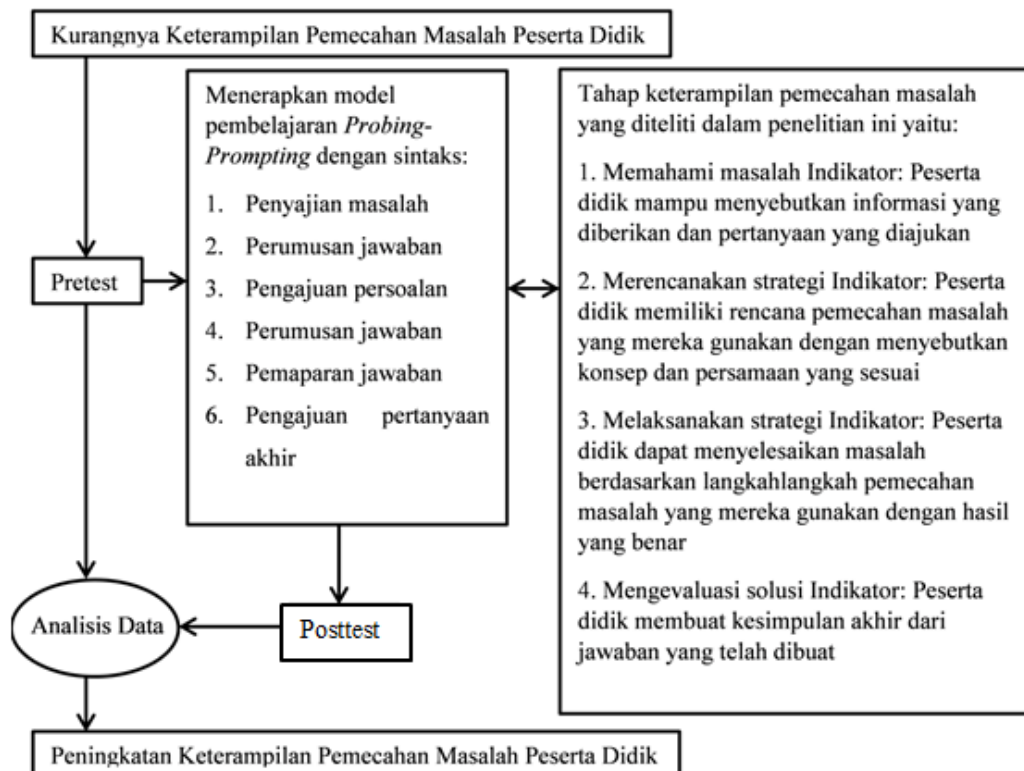 Kurangnya Keterampilan Pemecahan Masalah Peserta Didik
Pretest
Menerapkan model
pembelajaran Probing-
Prompting dengan sintaks:
1. Penyajian masalah
2. Perumusan jawaban
3. Pengajuan persoalan
4. Perumusan jawaban
5. Pemaparan jawaban
6. Pengajuan pertanyaan
akhir
Tahap keterampilan pemecahan masalah
yang diteliti dalam penelitian ini yaitu:
1. Memahami masalah Indikator: Peserta
didik mampu menyebutkan informasi yang
diberikan dan pertanyaan yang diajukan
2. Merencanakan strategi Indikator: Peserta
didik memiliki rencana pemecahan masalah
yang mereka gunakan dengan menyebutkan
konsep dan persamaan yang sesuai
3. Melaksanakan strategi Indikator: Peserta
didik dapat menyelesaikan masalah
berdasarkan langkahlangkah pemecahan
masalah yang mereka gunakan dengan hasil
yang benar
4. Mengevaluasi solusi Indikator: Peserta
didik membuat kesimpulan akhir dari
jawaban yang telah dibuat
Posttest
Analisis Data
Peningkatan Keterampilan Pemecahan Masalah Peserta Didik